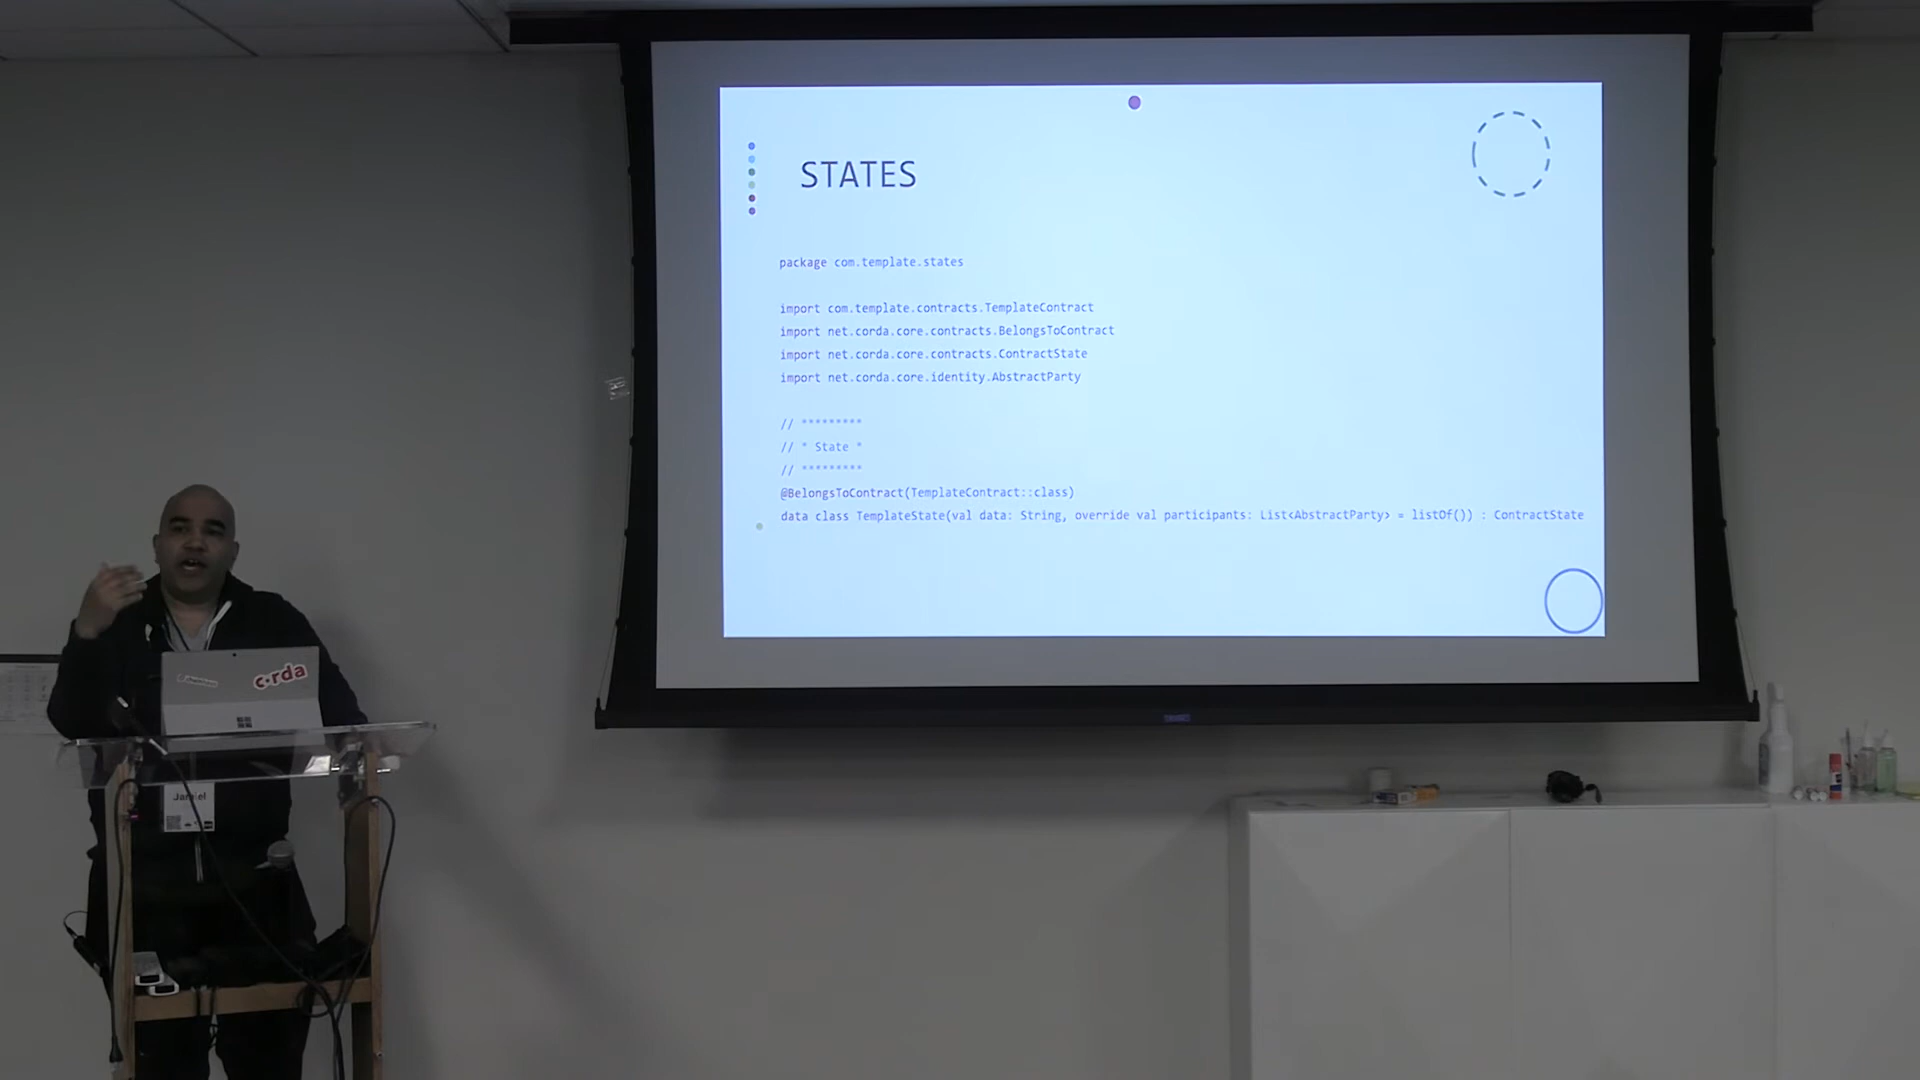 STATES
package com.template.states
import com.template.contracts.TemplateContract
import net.corda.core.contracts.BelongsToContract
import net.corda.core.contracts.ContractState
import net.corda.core.identity.AbstractParty
// *********
// * State *
// *********
@BelongsToContract(TemplateContract::class)
data class TemplateState(val data: String, override val participants: List<AbstractParty> = listOf()) : ContractState
c·rda
Jamiel